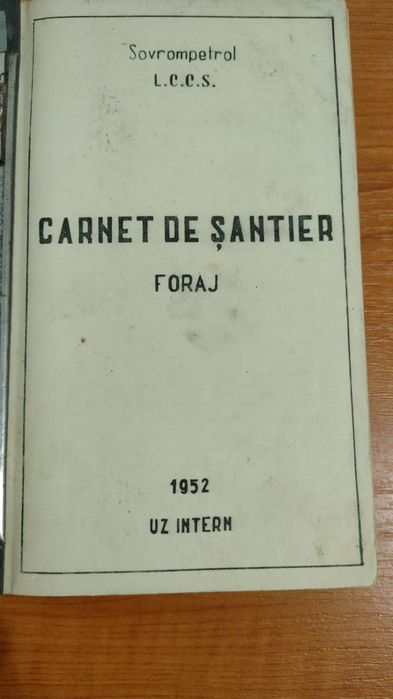 Sovrompetrol
L.C.C.S.
CARNET DE ȘANTIER
FORAJ
1952
UZ INTERN